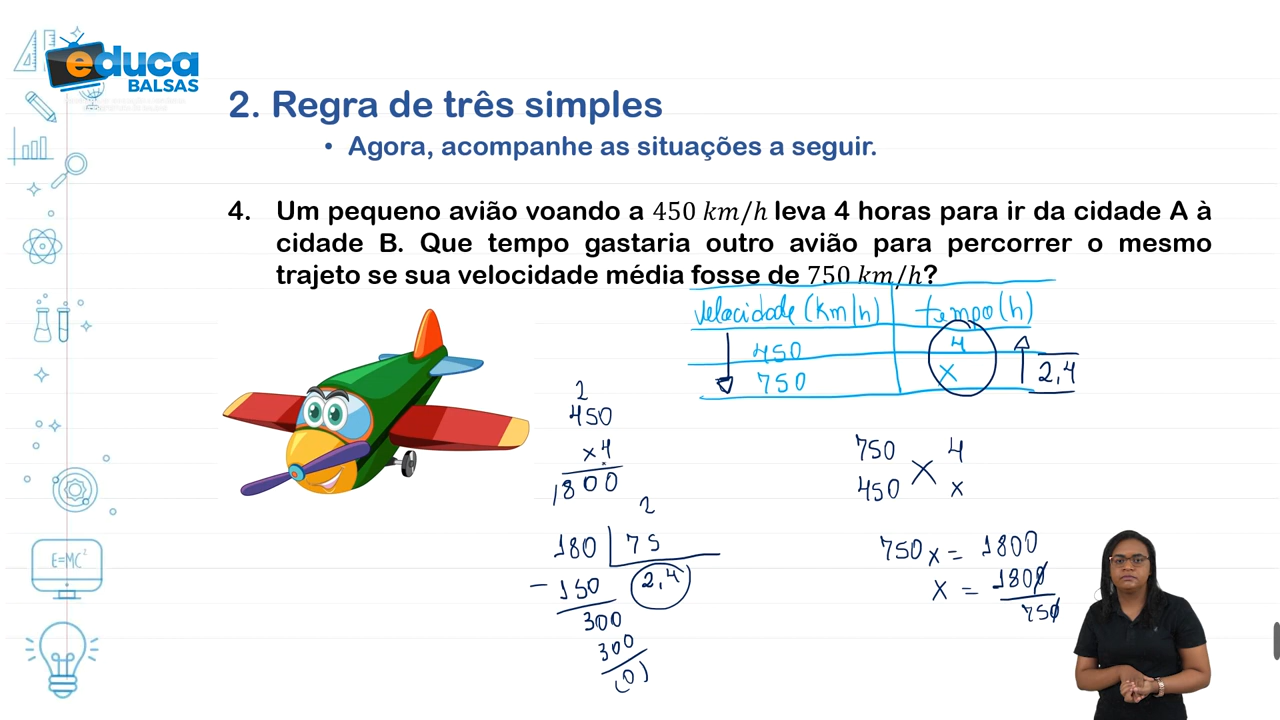 educa
BALSAS
2. Regra de três simples
• Agora, acompanhe as situações a seguir.
4. Um pequeno avião voando a 450 km/h leva 4 horas para ir da cidade A à
cidade B. Que tempo gastaria outro avião para percorrer o mesmo
trajeto se sua velocidade média fosse de 750 km/h?
velocidade (km/h) tempo (h)
450 4
750 x 2,4
2
450
x4
1800
2
180 75
- 150 2,4
300
300
(0)
750 4
X
450 x
750x = 1800
x = 1800
750
E=MC²